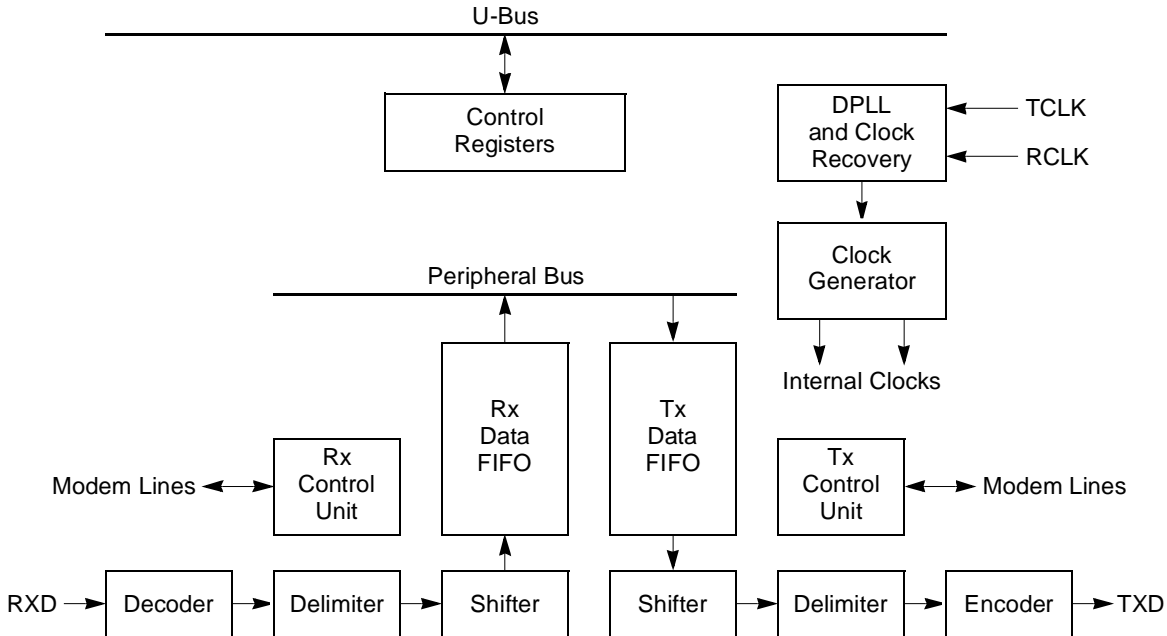 U-Bus
Control
Registers
DPLL
and Clock
Recovery
TCLK
RCLK
Clock
Generator
Internal Clocks
Peripheral Bus
Rx
Data
FIFO
Tx
Data
FIFO
Modem Lines
Rx
Control
Unit
Tx
Control
Unit
Modem Lines
RXD
Decoder
Delimiter
Shifter
Shifter
Delimiter
Encoder
TXD